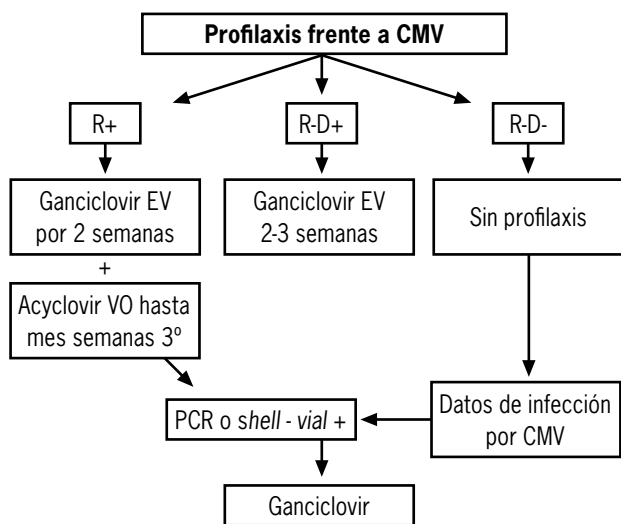 Profilaxis frente a CMV
R+
R-D+
R-D-
Ganciclovir EV
por 2 semanas
Ganciclovir EV
2-3 semanas
Sin profilaxis
+
Acyclovir VO hasta
mes semanas 3º
PCR o shell - vial +
Datos de infección
por CMV
Ganciclovir